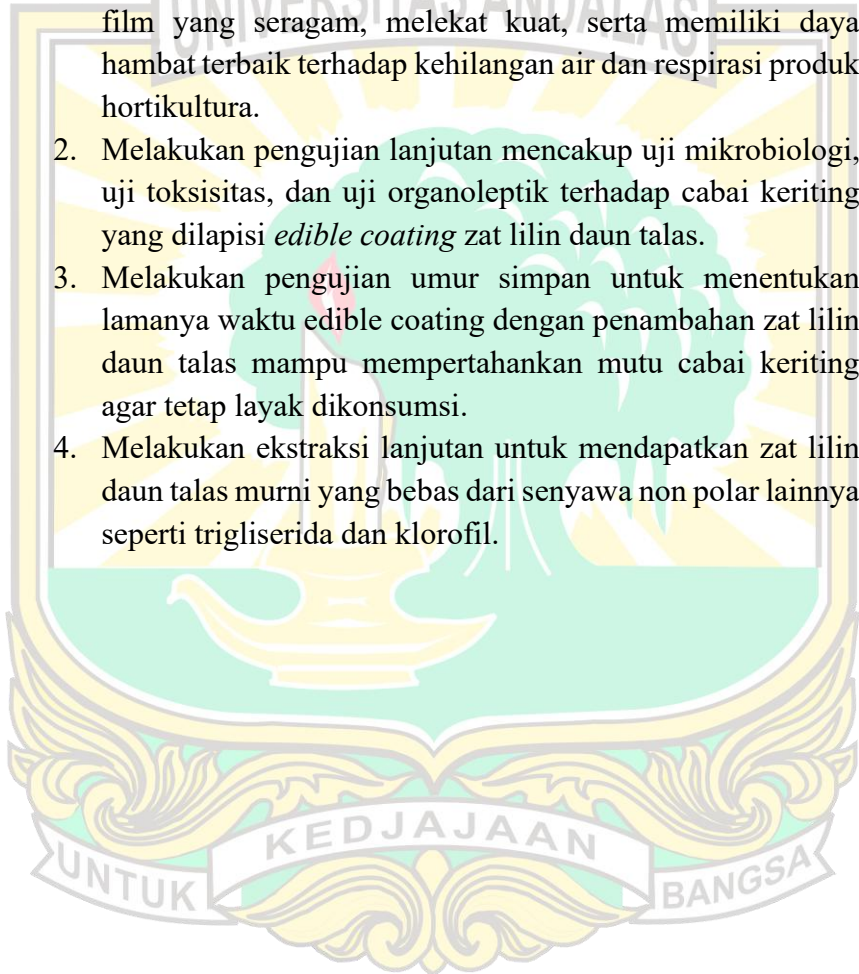 UNIVERSITAS ANDALAS
film yang seragam, melekat kuat, serta memiliki daya
hambat terbaik terhadap kehilangan air dan respirasi produk
hortikultura.
2. Melakukan pengujian lanjutan mencakup uji mikrobiologi,
uji toksisitas, dan uji organoleptik terhadap cabai keriting
yang dilapisi edible coating zat lilin daun talas.
3. Melakukan pengujian umur simpan untuk menentukan
lamanya waktu edible coating dengan penambahan zat lilin
daun talas mampu mempertahankan mutu cabai keriting
agar tetap layak dikonsumsi.
4. Melakukan ekstraksi lanjutan untuk mendapatkan zat lilin
daun talas murni yang bebas dari senyawa non polar lainnya
seperti trigliserida dan klorofil.
UNTUK KEDJAJAAN BANGSA